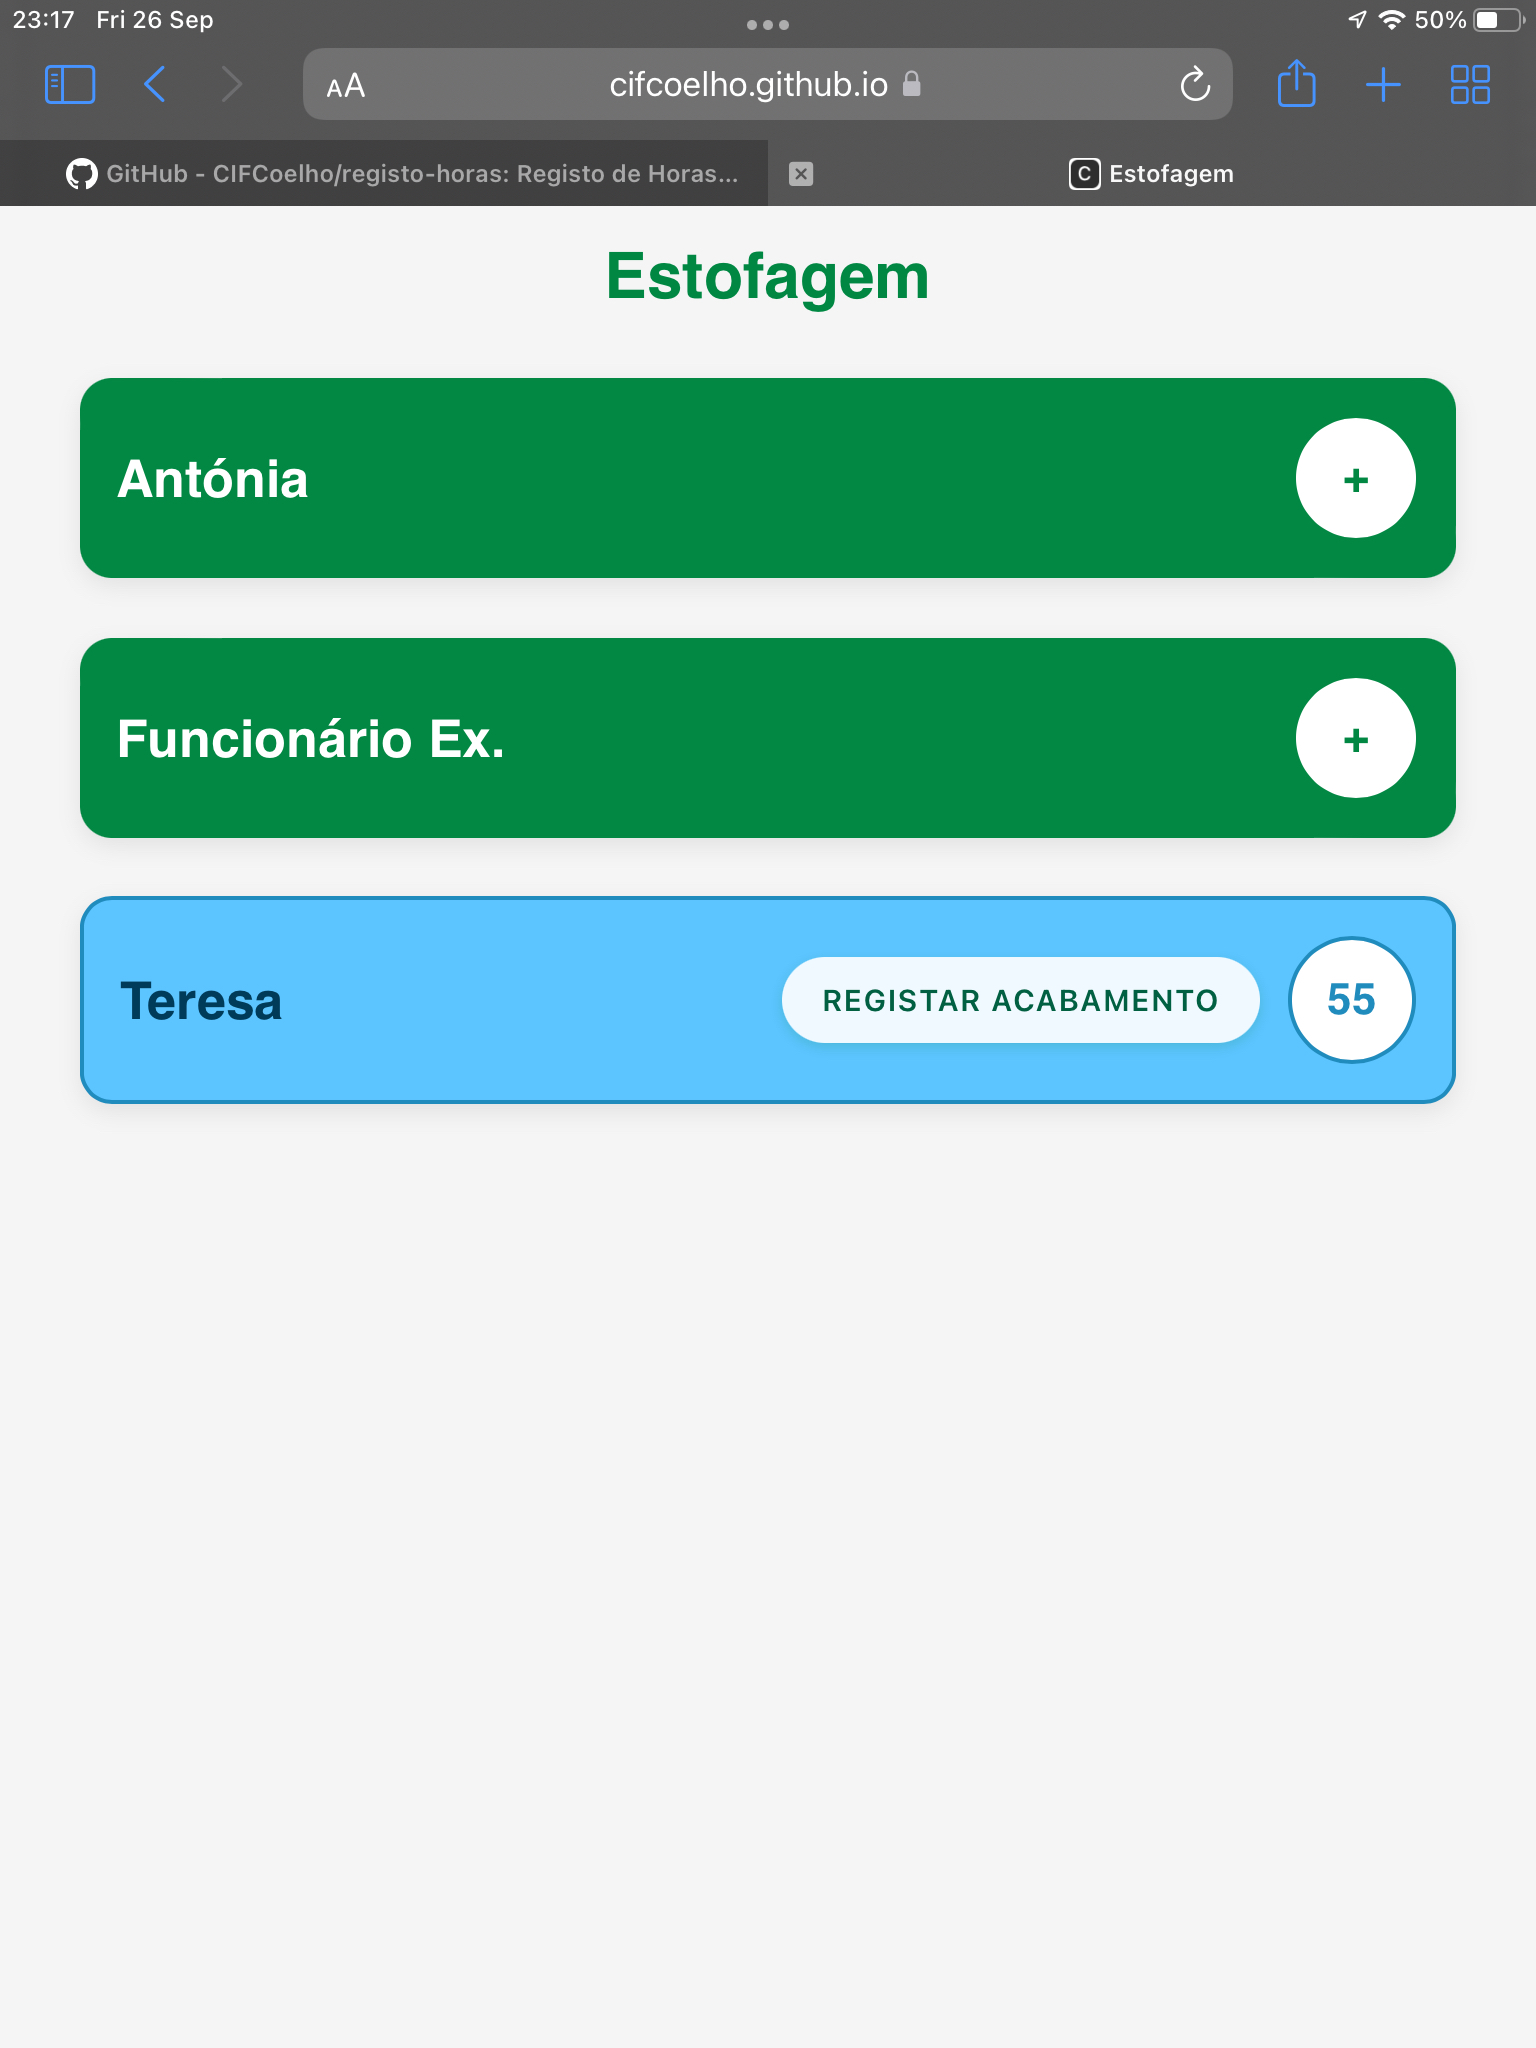 23:17 Fri 26 Sep 50%
AA cifcoelho.github.io
GitHub - CIFCoelho/registo-horas: Registo de Horas... C Estofagem
Estofagem
Antónia +
Funcionário Ex. +
Teresa REGISTAR ACABAMENTO 55